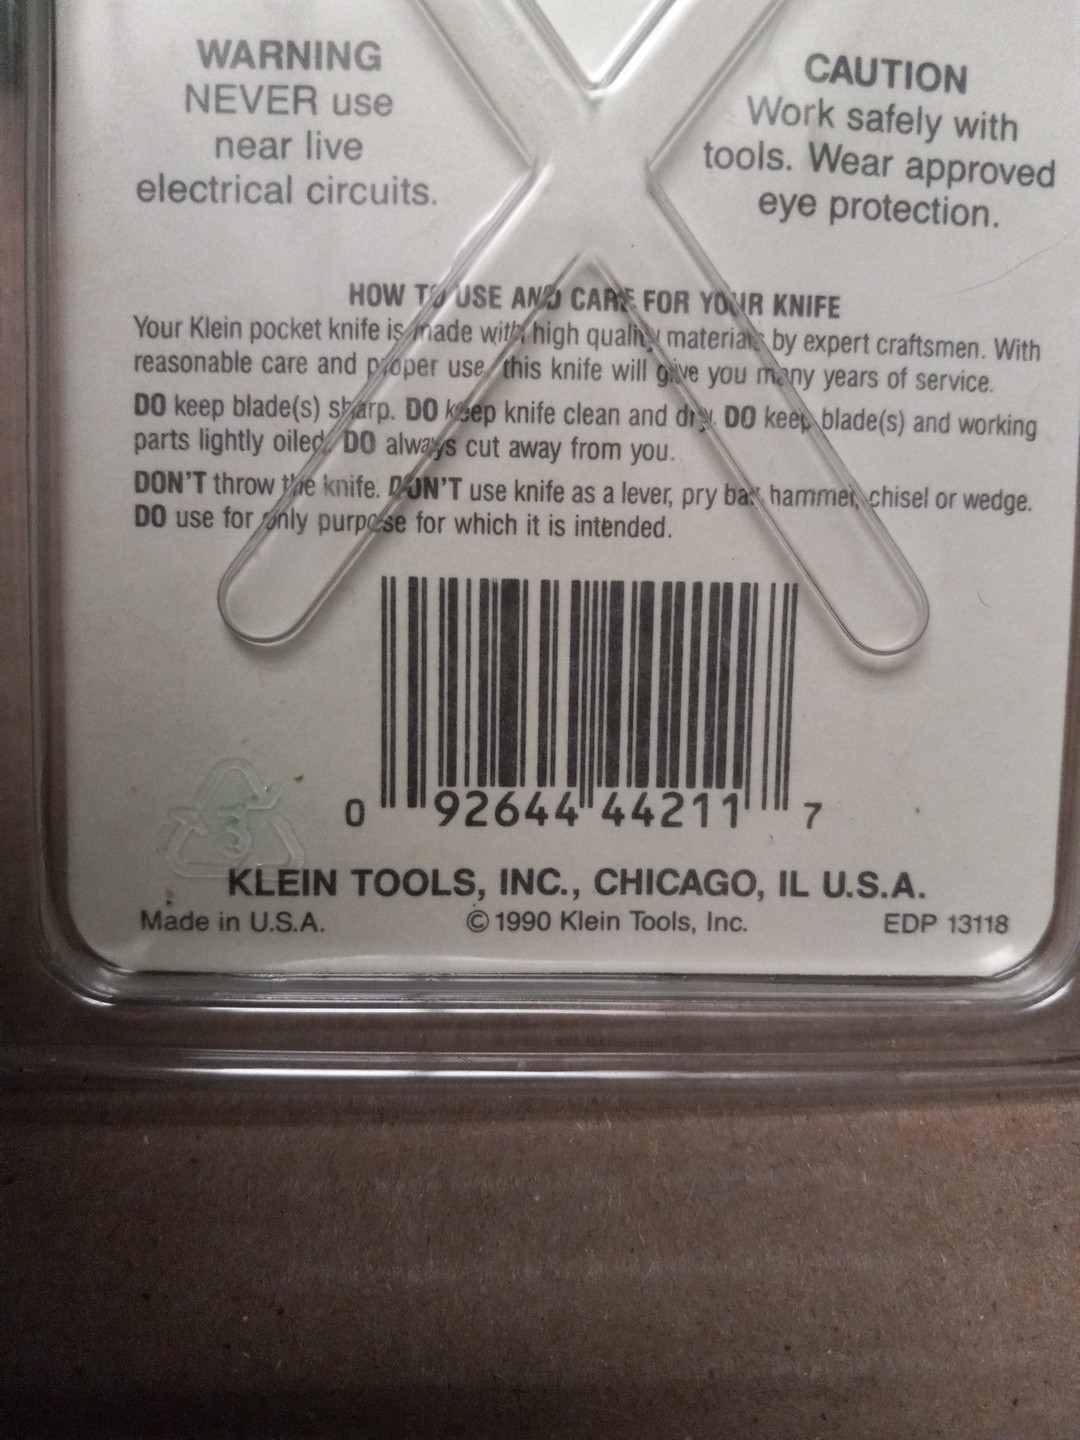 WARNING
NEVER use
near live
electrical circuits.
CAUTION
Work safely with
tools. Wear approved
eye protection.
HOW TO USE AND CARE FOR YOUR KNIFE
Your Klein pocket knife is made with high quality materials by expert craftsmen. With
reasonable care and proper use, this knife will give you many years of service.
DO keep blade(s) sharp. DO keep knife clean and dry. DO keep blade(s) and working
parts lightly oiled. DO always cut away from you.
DON'T throw the knife. DON'T use knife as a lever, pry bar, hammer, chisel or wedge.
DO use for only purpose for which it is intended.
0 92644 44211 7
3
KLEIN TOOLS, INC., CHICAGO, IL U.S.A.
Made in U.S.A. © 1990 Klein Tools, Inc. EDP 13118